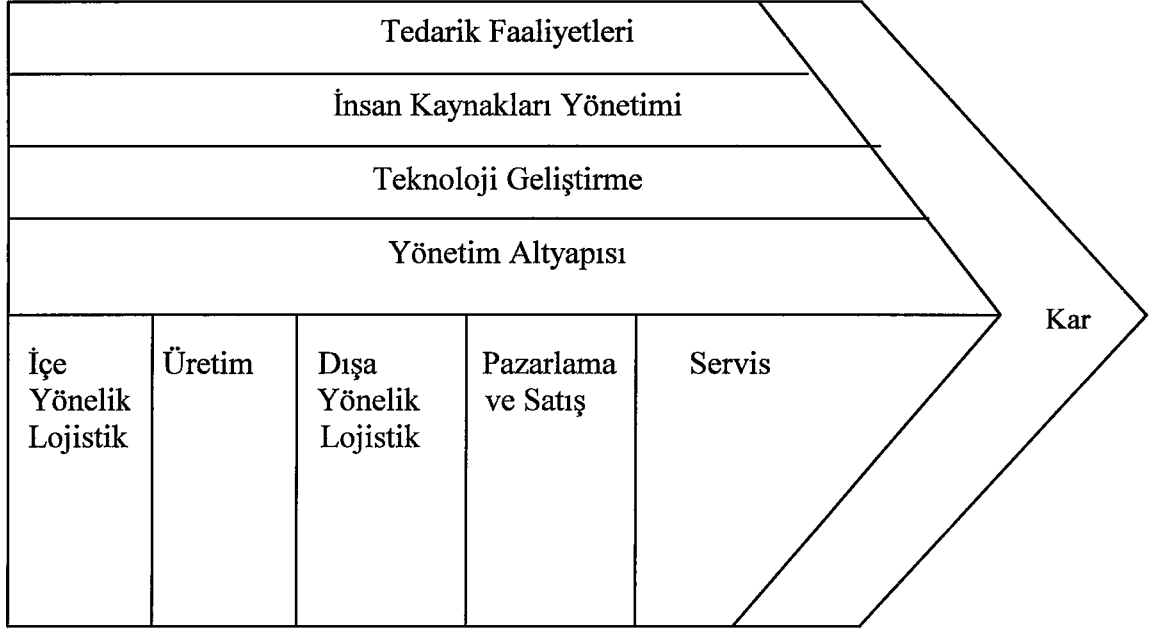 Tedarik Faaliyetleri
İnsan Kaynakları Yönetimi
Teknoloji Geliştirme
Yönetim Altyapısı
Kar
İçe
Yönelik
Lojistik
Üretim
Dışa
Yönelik
Lojistik
Pazarlama
ve Satış
Servis